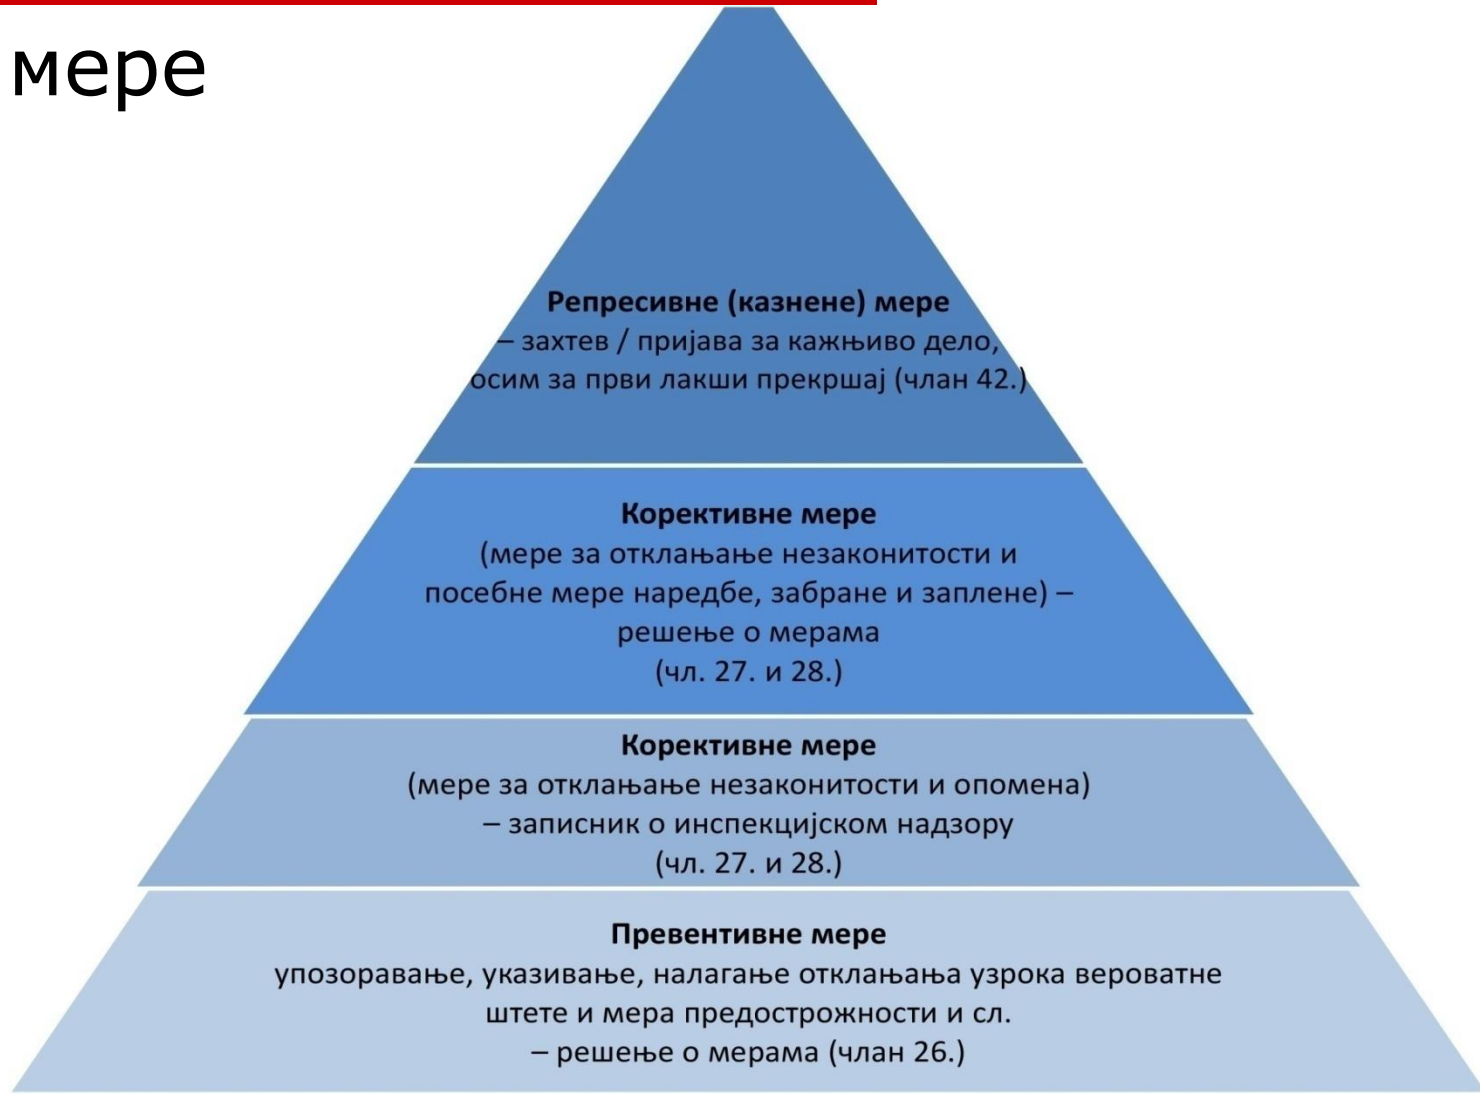 мере
Репресивне (казнене) мере
– захтев / пријава за кажњиво дело,
осим за први лакши прекршај (члан 42.)
Корективне мере
(мере за отклањање незаконитости и
посебне мере наредбе, забране и заплене) –
решење о мерама
(чл. 27. и 28.)
Корективне мере
(мере за отклањање незаконитости и опомена)
– записник о инспекцијском надзору
(чл. 27. и 28.)
Превентивне мере
упозоравање, указивање, налагање отклањања узрока вероватне
штете и мера предострожности и сл.
– решење о мерама (члан 26.)